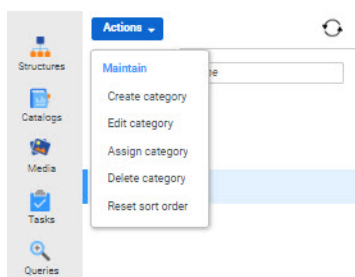 Actions
Structures
Catalogs
Media
Tasks
Queries
Maintain
Create category
Edit category
Assign category
Delete category
Reset sort order